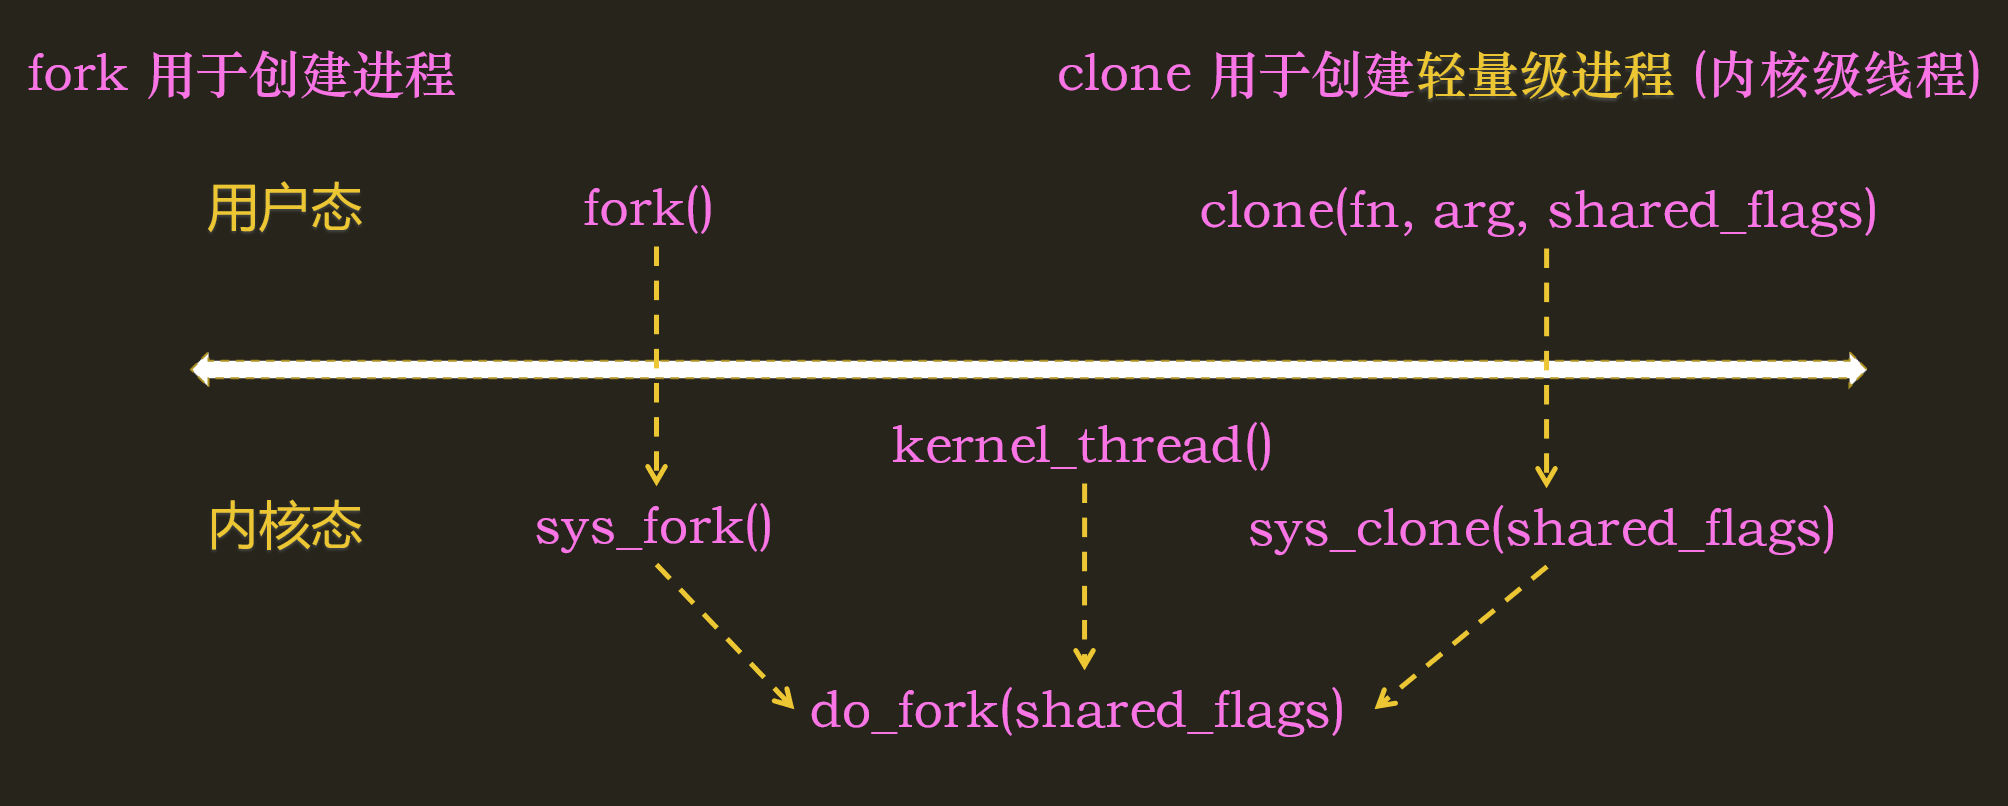 fork 用于创建进程
clone 用于创建轻量级进程 (内核级线程)
用户态
fork()
clone(fn, arg, shared_flags)
kernel_thread()
内核态
sys_fork()
sys_clone(shared_flags)
do_fork(shared_flags)